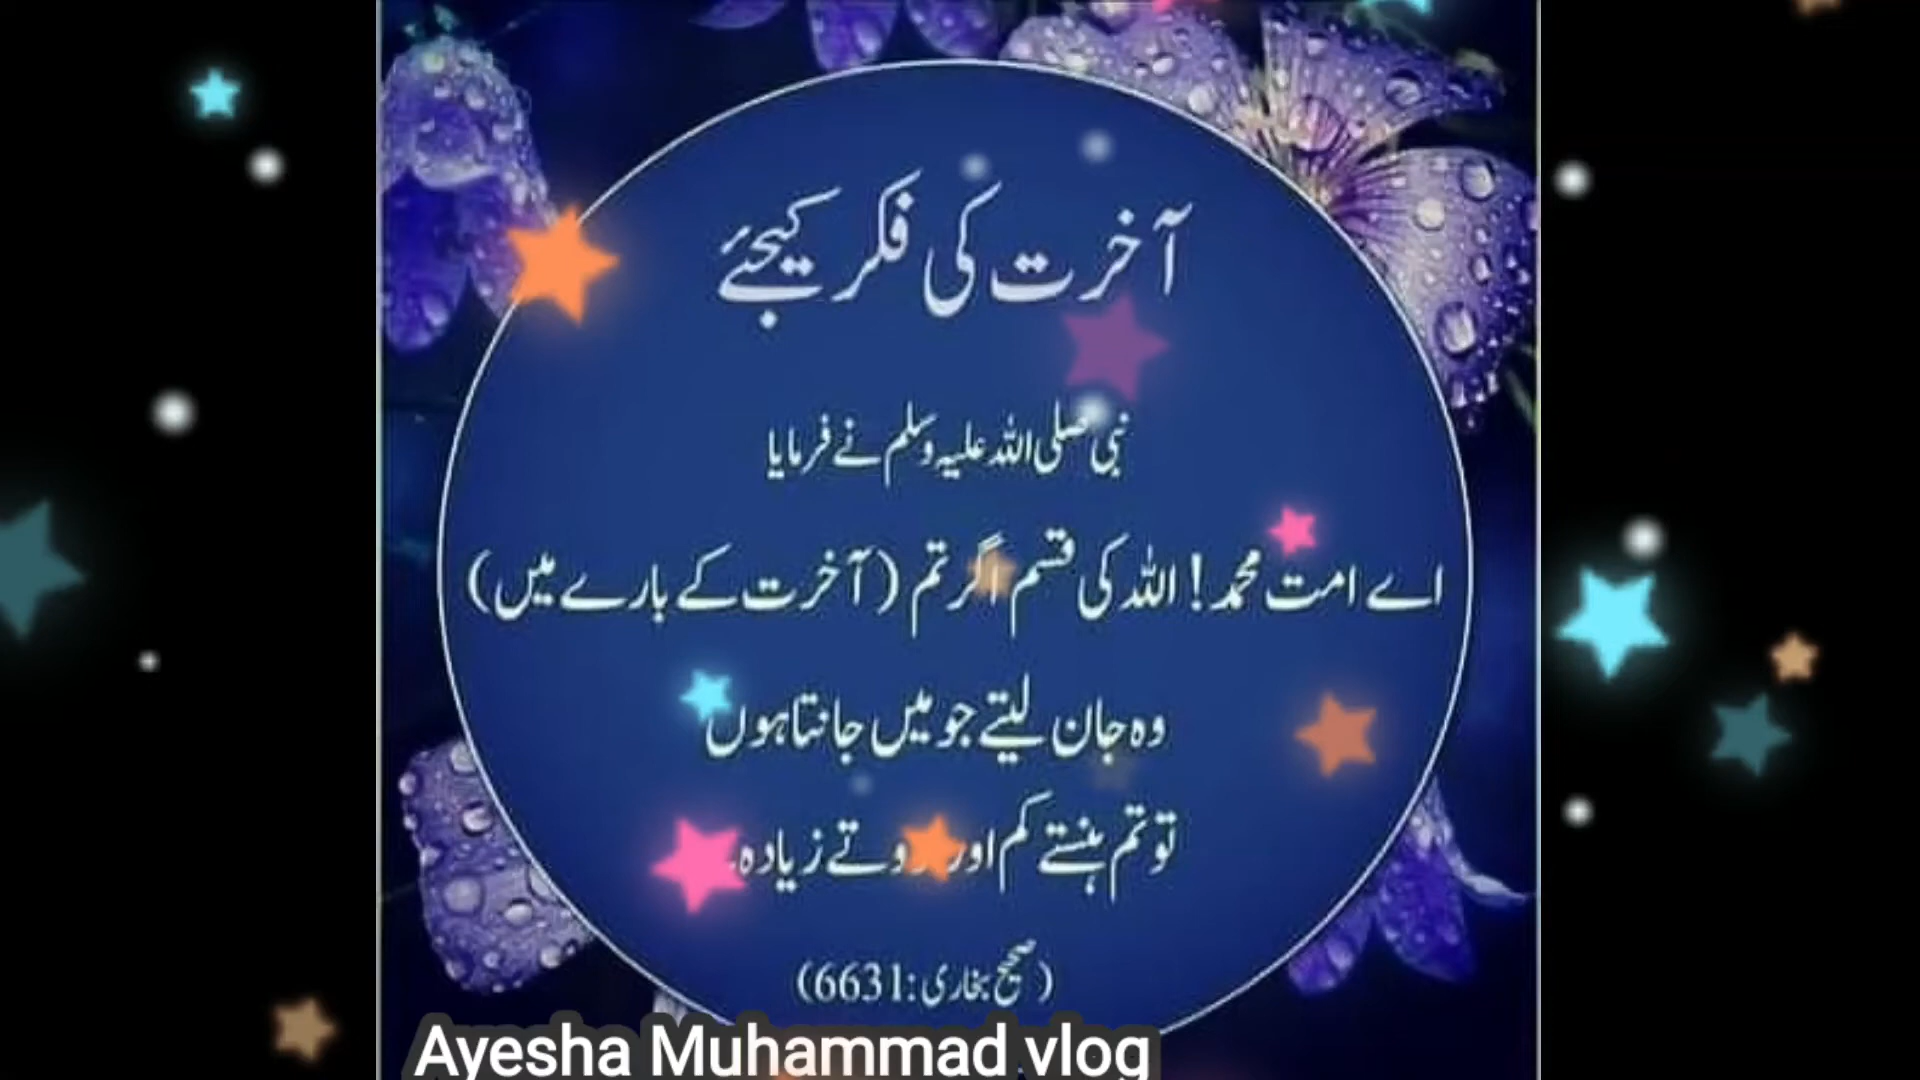 آخرت کی فکر کیجئے
نبی صلی اللہ علیہ وسلم نے فرمایا
اے امت محمد! اللہ کی قسم اگر تم (آخرت کے بارے میں)
وہ جان لیتے جو میں جانتا ہوں
تو تم ہنستے کم اور روتے زیادہ
(صحیح بخاری:6631)
Ayesha Muhammad vlog